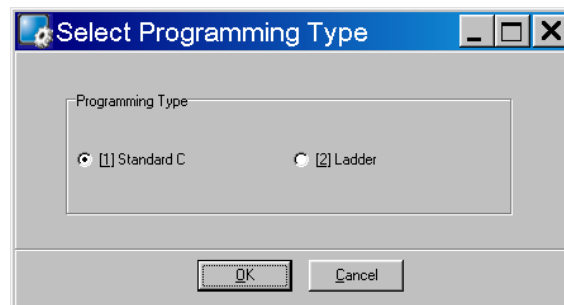 Select Programming Type
Programming Type
[1] Standard C
[2] Ladder
OK
Cancel